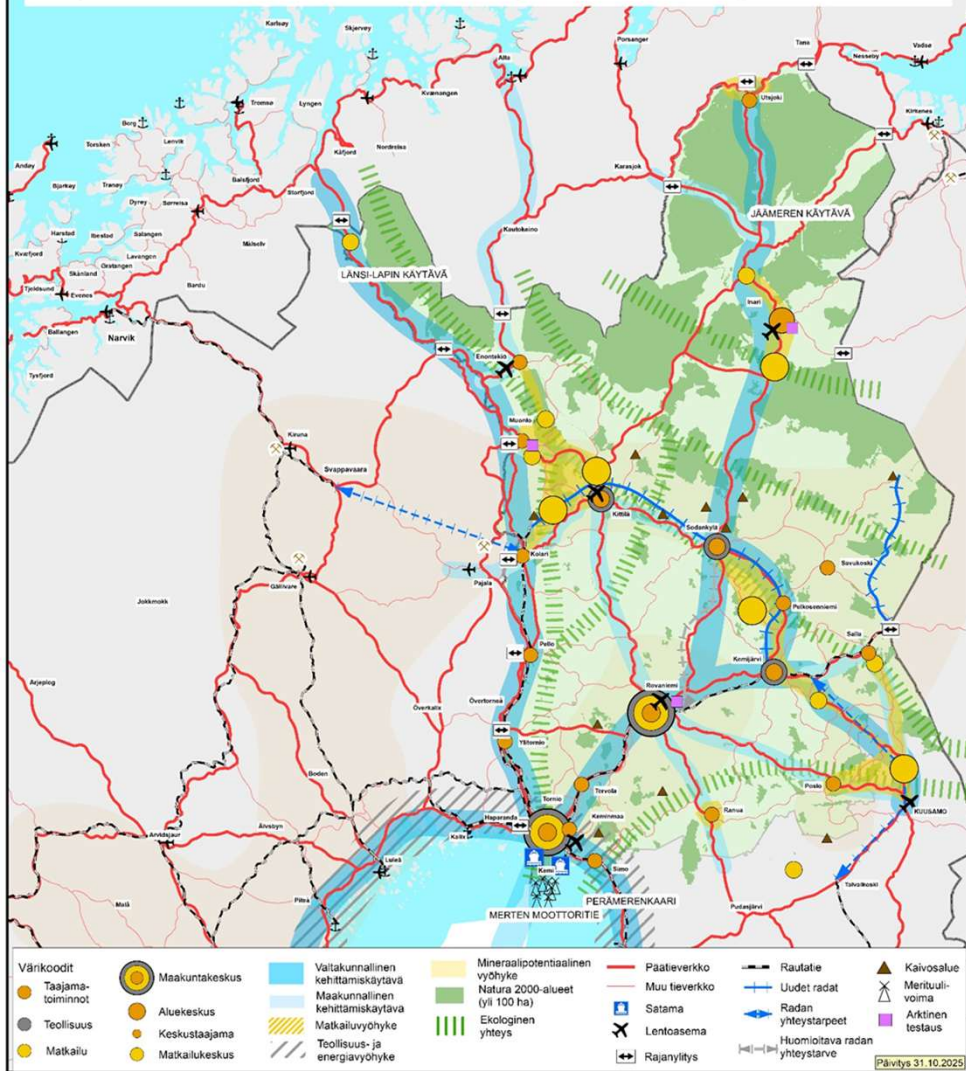 Karlsøy
Skjervøy
Porsanger
Tana
Nesseby
Vadsø
Alta
Kvænangen
Tromsø
Lyngen
Utsjoki
Kirkenes
Berg
Lenvik
Torsken
Nordreisa
Kåfjord
Andøy
Karasjok
Tranøy
Balsfjord
Bjarkøy
Storfjord
Dyrøy
Sørreisa
JÄÄMEREN KÄYTÄVÄ
Harstad
Ibestad
Salangen
Kautokeino
Målselv
Kvæfjord
Gratangen
Lavangen
Skånland
LÄNSI-LAPIN KÄYTÄVÄ
Tjeldsund
Evenes
Bardu
Inari
Ballangen
Narvik
Enontekiö
Tysfjord
Muonio
Kiruna
Svappavaara
Kittilä
Sodankylä
Kolari
Savukoski
Pajala
Gällivare
Jokkmokk
Pelkosenniemi
Salla
Pello
Kemijärvi
Arjeplog
Rovaniemi
Övertorneå
Överkalix
Ylitornio
Boden
Tervola
Posio
Tornio
Ranua
KUUSAMO
Haparanda
Keminmaa
Arvidsjaur
Älvsbyn
Kalix
Luleå
Kemi
Simo
Taivalkoski
Piteå
PERÄMERENKAARI
Malå
Pudasjärvi
MERTEN MOOTTORITIE
Värikoodit
Taajama-
toiminnot
Teollisuus
Matkailu
Maakuntakeskus
Aluekeskus
Keskustaajama
Matkailukeskus
Valtakunnallinen
kehittämiskäytävä
Maakunnallinen
kehittämiskäytävä
Matkailuvyöhyke
Teollisuus- ja
energiavyöhyke
Mineraalipotentiaalinen
vyöhyke
Natura 2000-alueet
(yli 100 ha)
Ekologinen
yhteys
Päätieverkko
Muu tieverkko
Satama
Lentoasema
Rajanylitys
Rautatie
Uudet radat
Radan
yhteystarpeet
Huomioitava radan
yhteystarve
Kaivosalue
Merituuli-
voima
Arktinen
testaus
Päivitys 31.10.2025